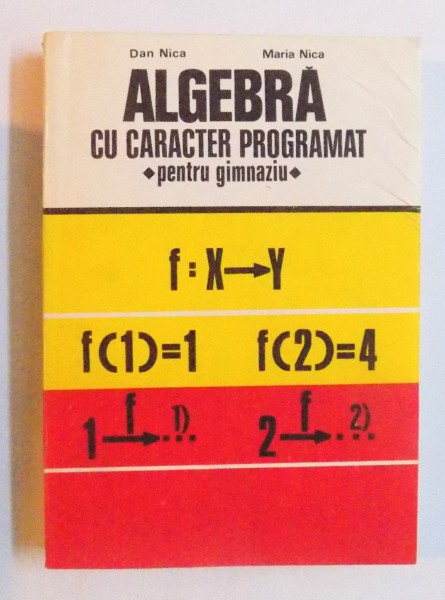 Dan Nica Maria Nica
ALGEBRĂ
CU CARACTER PROGRAMAT
◆pentru gimnaziu◆
f : X→Y
f(1)=1 f(2)=4
1 f→... 1) 2 f→... 2)